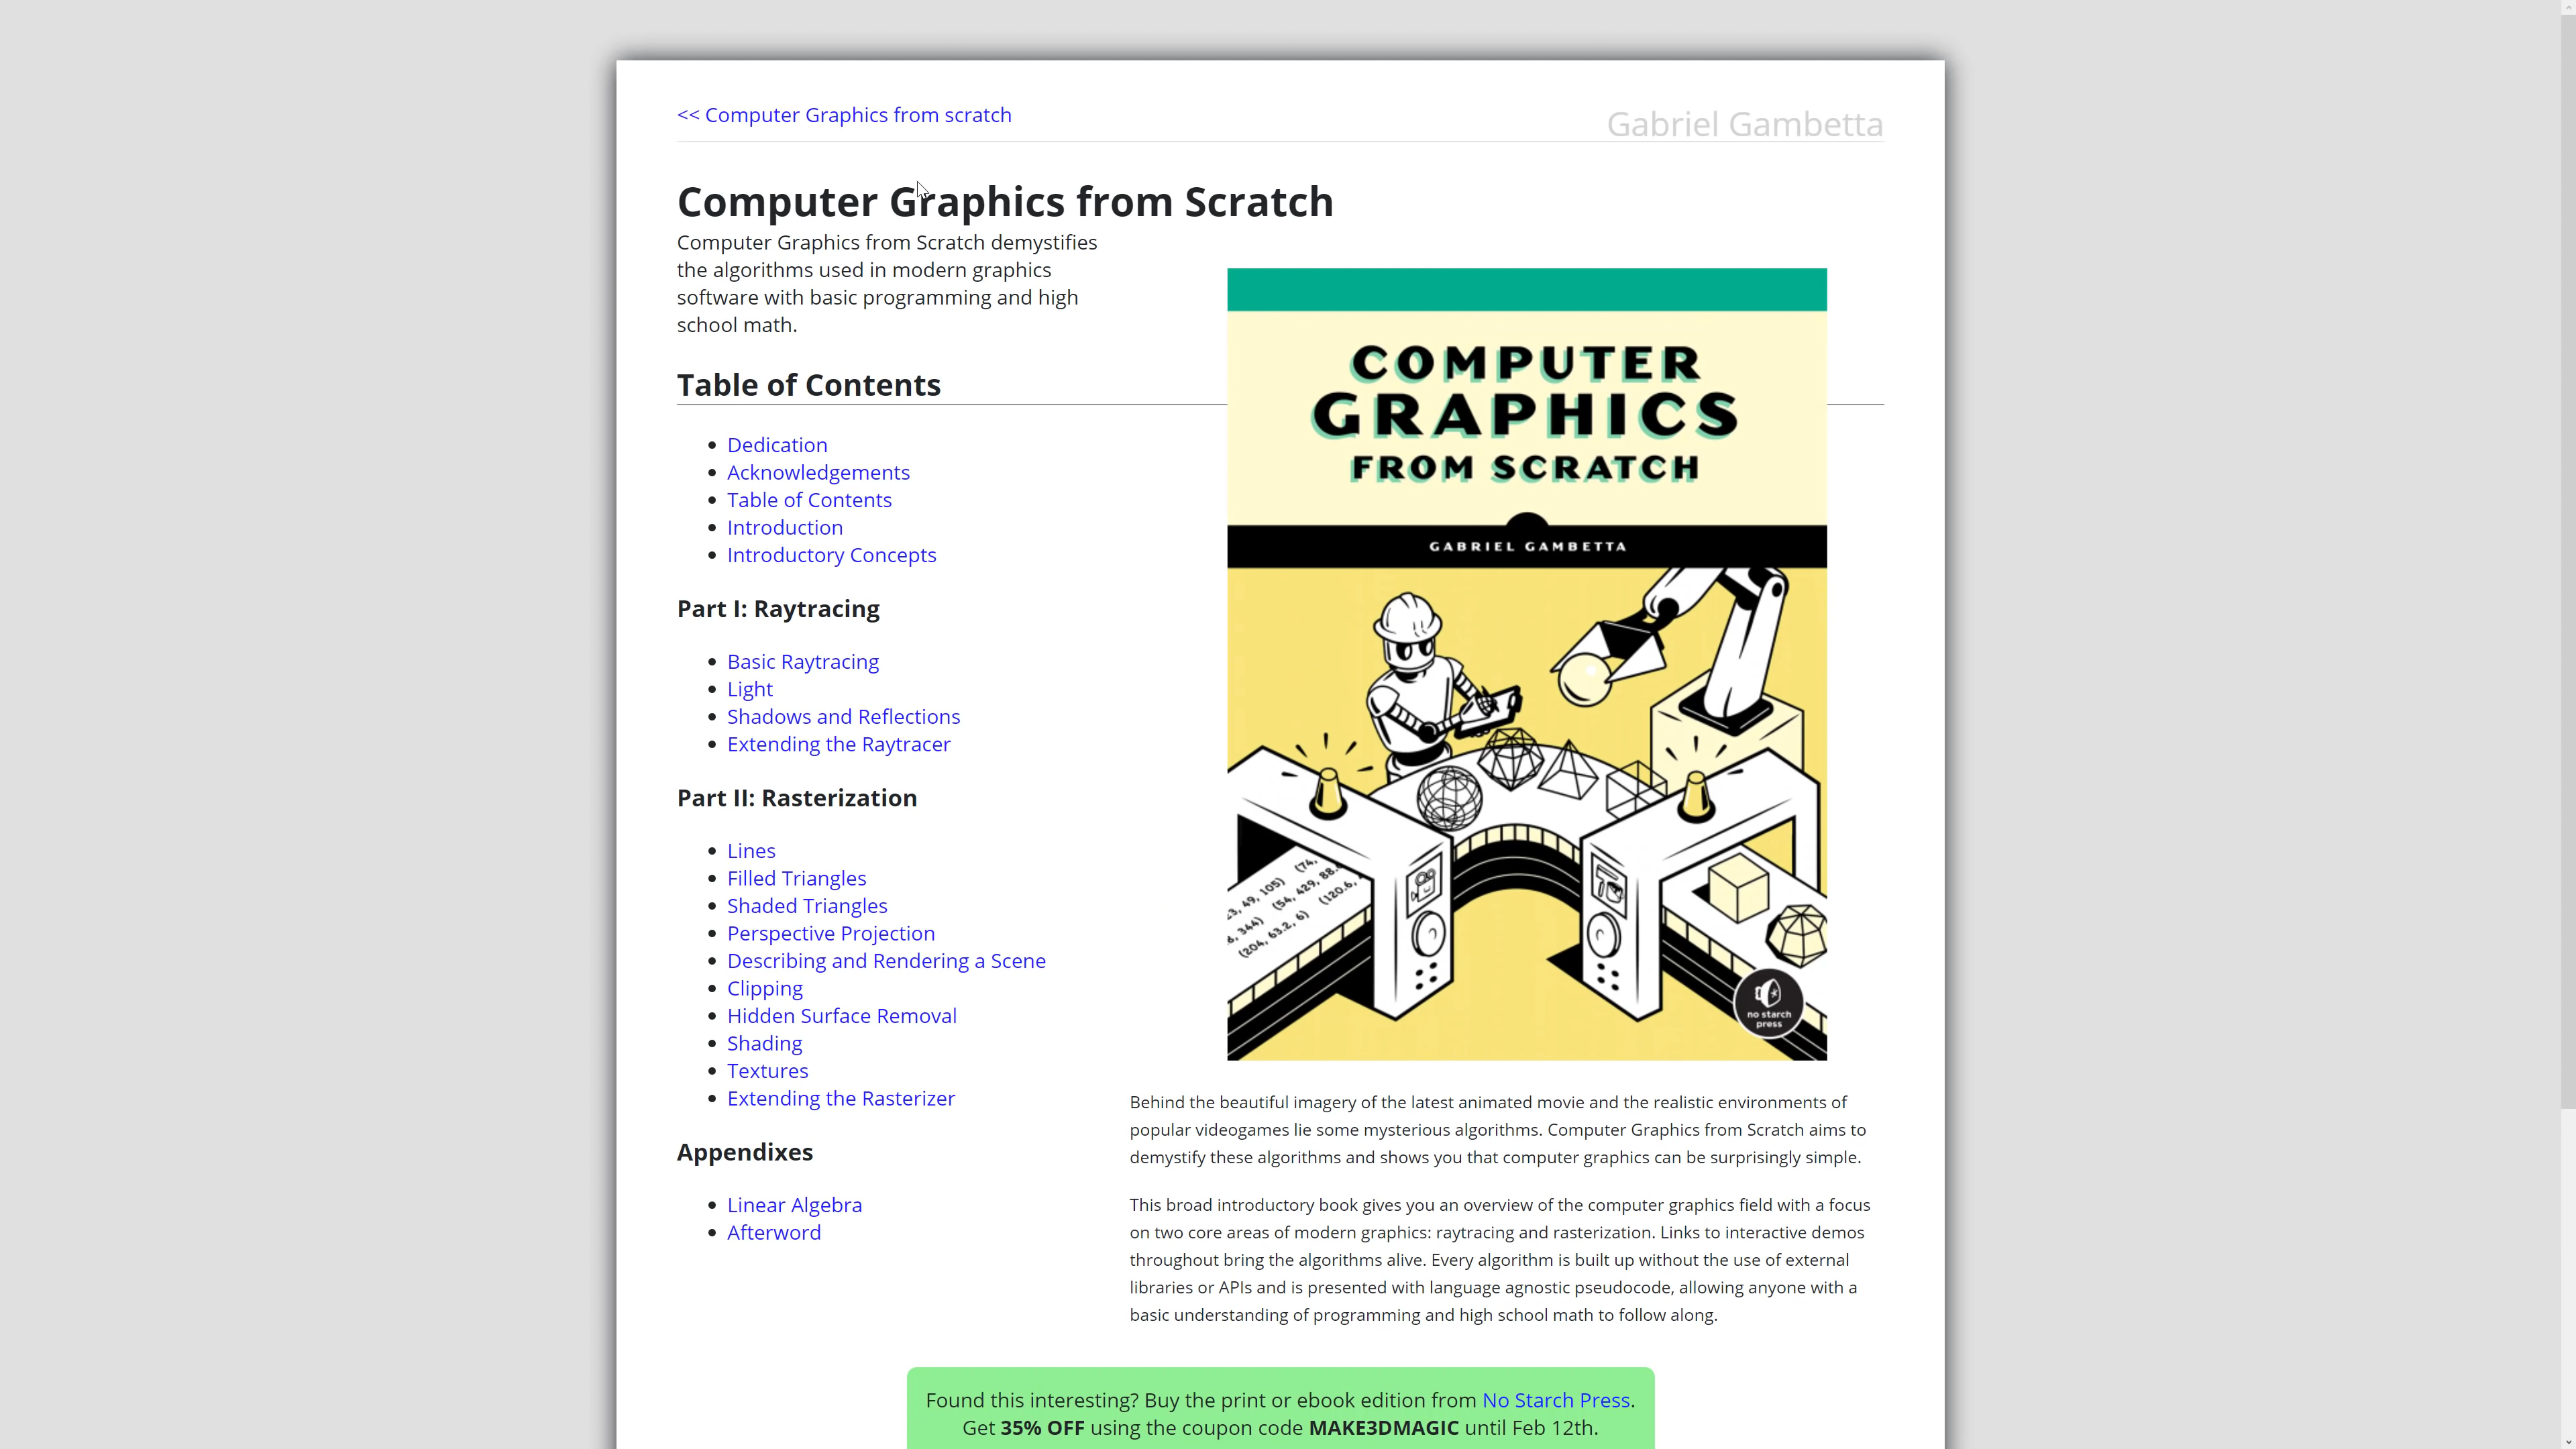 << Computer Graphics from scratch
Gabriel Gambetta
Computer Graphics from Scratch
Computer Graphics from Scratch demystifies
the algorithms used in modern graphics
software with basic programming and high
school math.
Table of Contents
Dedication
Acknowledgements
Table of Contents
Introduction
Introductory Concepts
Part I: Raytracing
Basic Raytracing
Light
Shadows and Reflections
Extending the Raytracer
Part II: Rasterization
Lines
Filled Triangles
Shaded Triangles
Perspective Projection
Describing and Rendering a Scene
Clipping
Hidden Surface Removal
Shading
Textures
Extending the Rasterizer
Appendixes
Linear Algebra
Afterword
COMPUTER
GRAPHICS
FROM SCRATCH
GABRIEL GAMBETTA
49, 105)
(54, 429,
344)
(204, 63.2, 6)
(120.6,
no starch
press
Behind the beautiful imagery of the latest animated movie and the realistic environments of
popular videogames lie some mysterious algorithms. Computer Graphics from Scratch aims to
demystify these algorithms and shows you that computer graphics can be surprisingly simple.
This broad introductory book gives you an overview of the computer graphics field with a focus
on two core areas of modern graphics: raytracing and rasterization. Links to interactive demos
throughout bring the algorithms alive. Every algorithm is built up without the use of external
libraries or APIs and is presented with language agnostic pseudocode, allowing anyone with a
basic understanding of programming and high school math to follow along.
Found this interesting? Buy the print or ebook edition from No Starch Press.
Get 35% OFF using the coupon code MAKE3DMAGIC until Feb 12th.